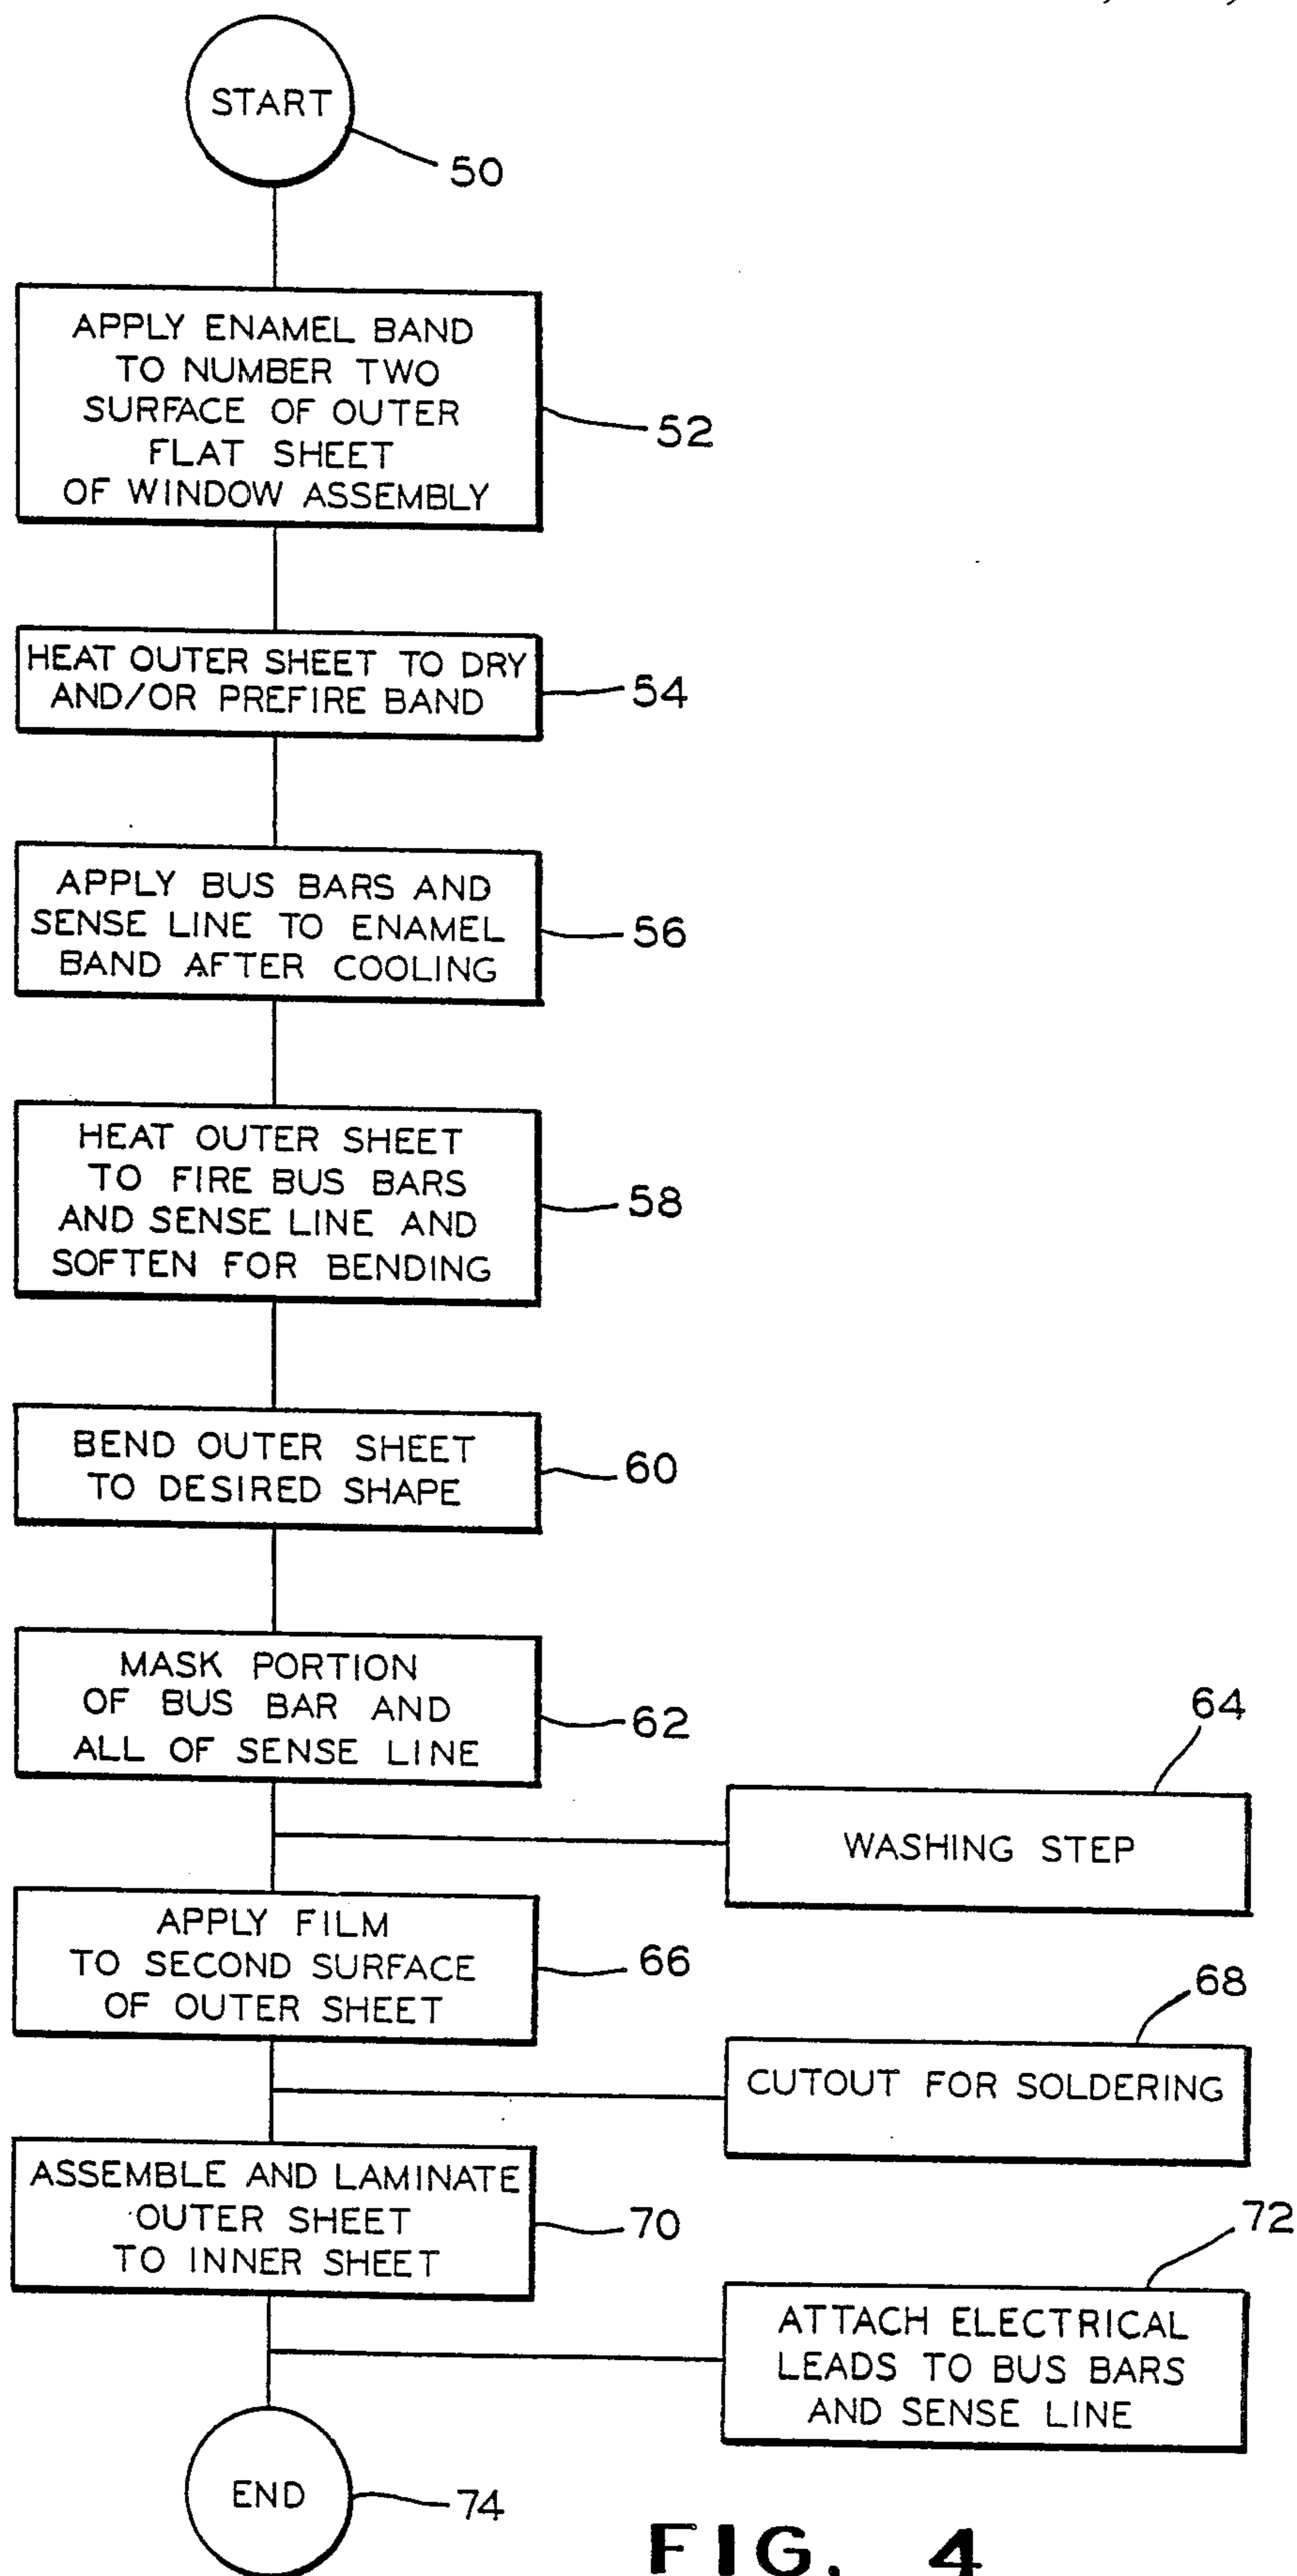 START
50
APPLY ENAMEL BAND
TO NUMBER TWO
SURFACE OF OUTER
FLAT SHEET
OF WINDOW ASSEMBLY
52
HEAT OUTER SHEET TO DRY
AND/OR PREFIRE BAND
54
APPLY BUS BARS AND
SENSE LINE TO ENAMEL
BAND AFTER COOLING
56
HEAT OUTER SHEET
TO FIRE BUS BARS
AND SENSE LINE AND
SOFTEN FOR BENDING
58
BEND OUTER SHEET
TO DESIRED SHAPE
60
MASK PORTION
OF BUS BAR AND
ALL OF SENSE LINE
62
64
WASHING STEP
APPLY FILM
TO SECOND SURFACE
OF OUTER SHEET
66
68
CUTOUT FOR SOLDERING
ASSEMBLE AND LAMINATE
OUTER SHEET
TO INNER SHEET
70
72
ATTACH ELECTRICAL
LEADS TO BUS BARS
AND SENSE LINE
END
74
FIG. 4